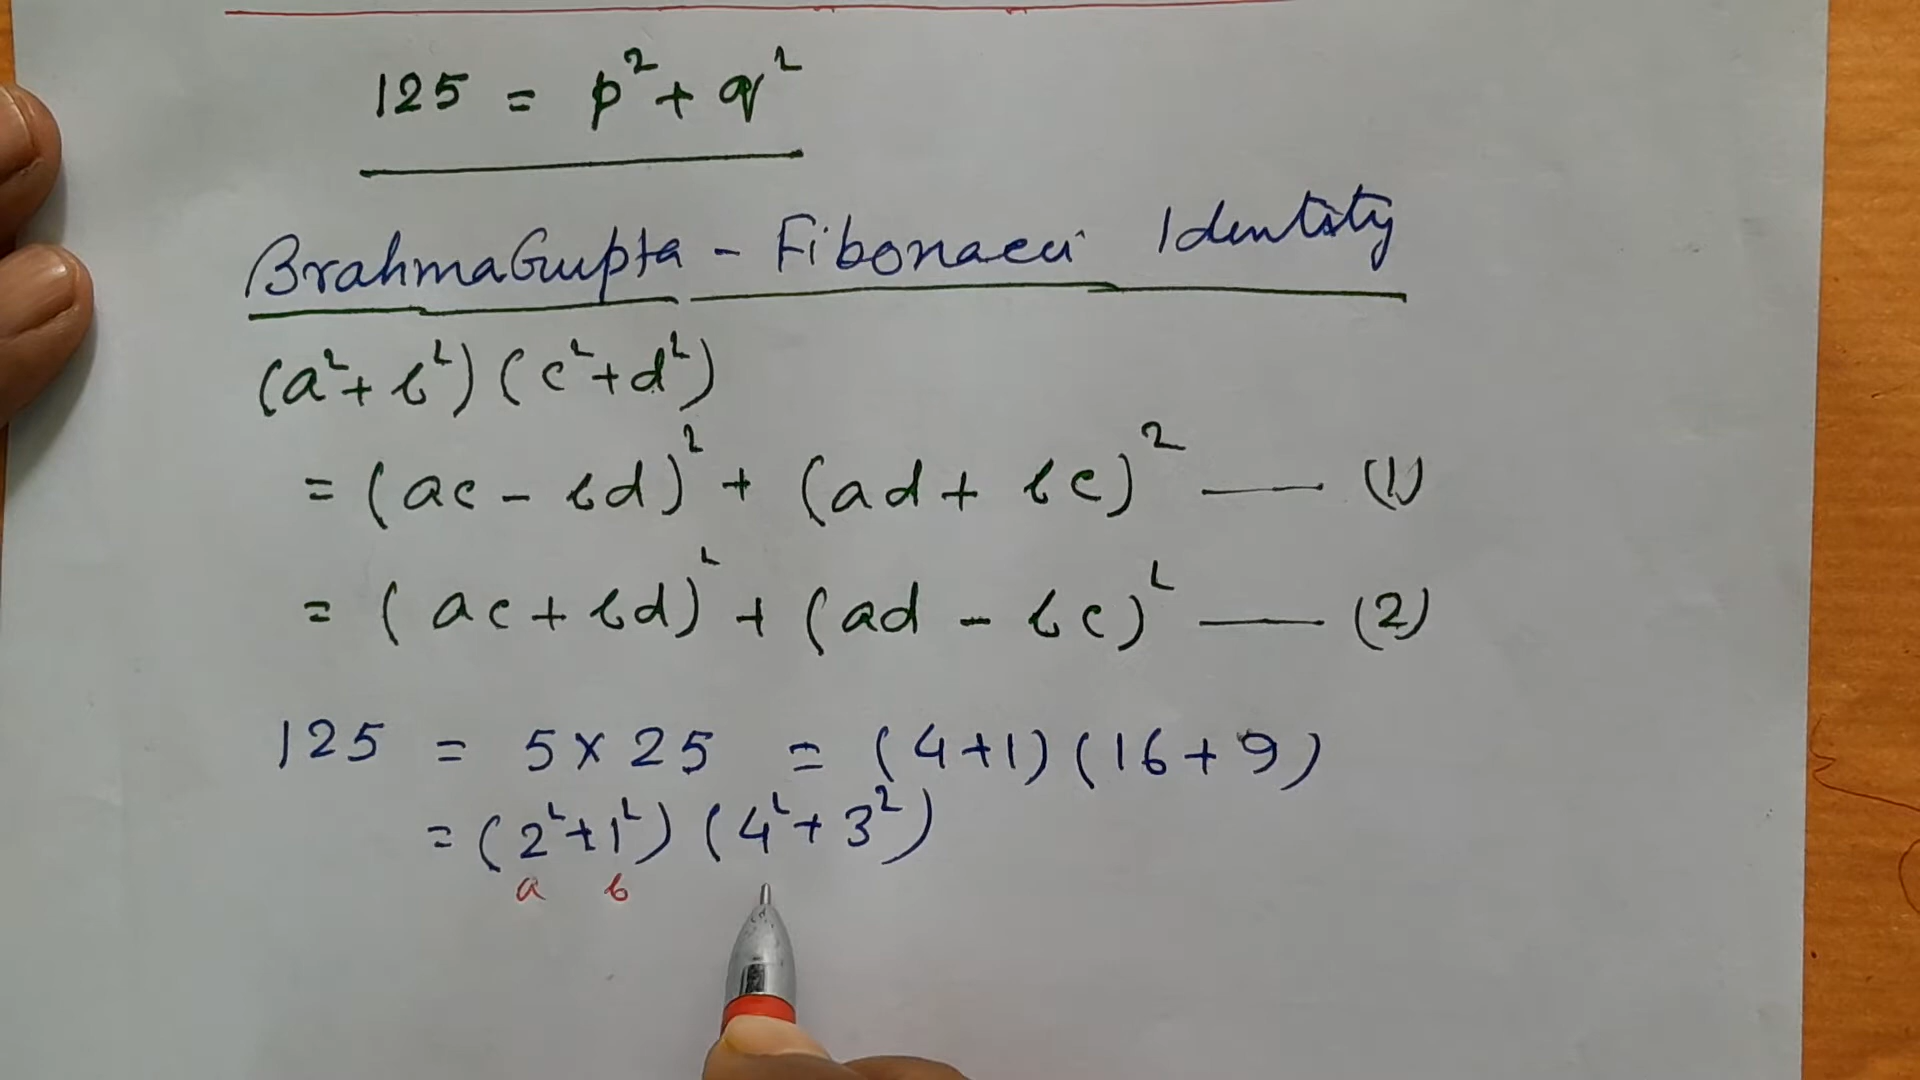 125 = p² + q²
BrahmaGupta - Fibonacci Identity
(a² + b²) (c² + d²)
= (ac - bd)² + (ad + bc)² — (1)
= (ac + bd)² + (ad - bc)² — (2)
125 = 5 × 25 = (4+1) (16+9)
= (2² + 1²) (4² + 3²)
a b